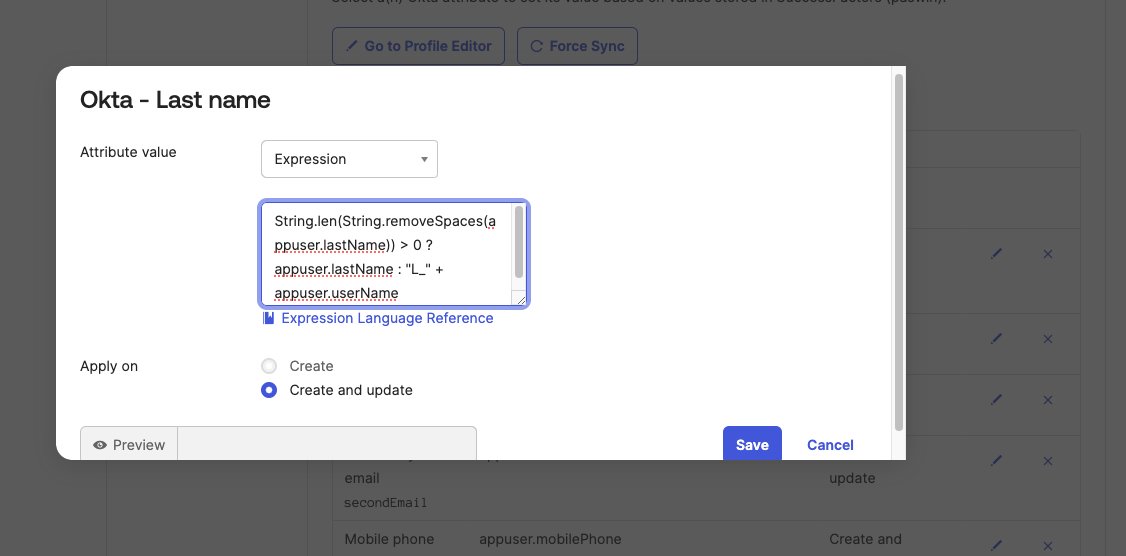 Go to Profile Editor
Force Sync
Okta - Last name
Attribute value
Expression
String.len(String.removeSpaces(a
ppuser.lastName)) > 0 ?
appuser.lastName : "L_" +
appuser.userName
Expression Language Reference
Apply on
Create
Create and update
Preview
Save
Cancel
email
update
secondEmail
Mobile phone
appuser.mobilePhone
Create and